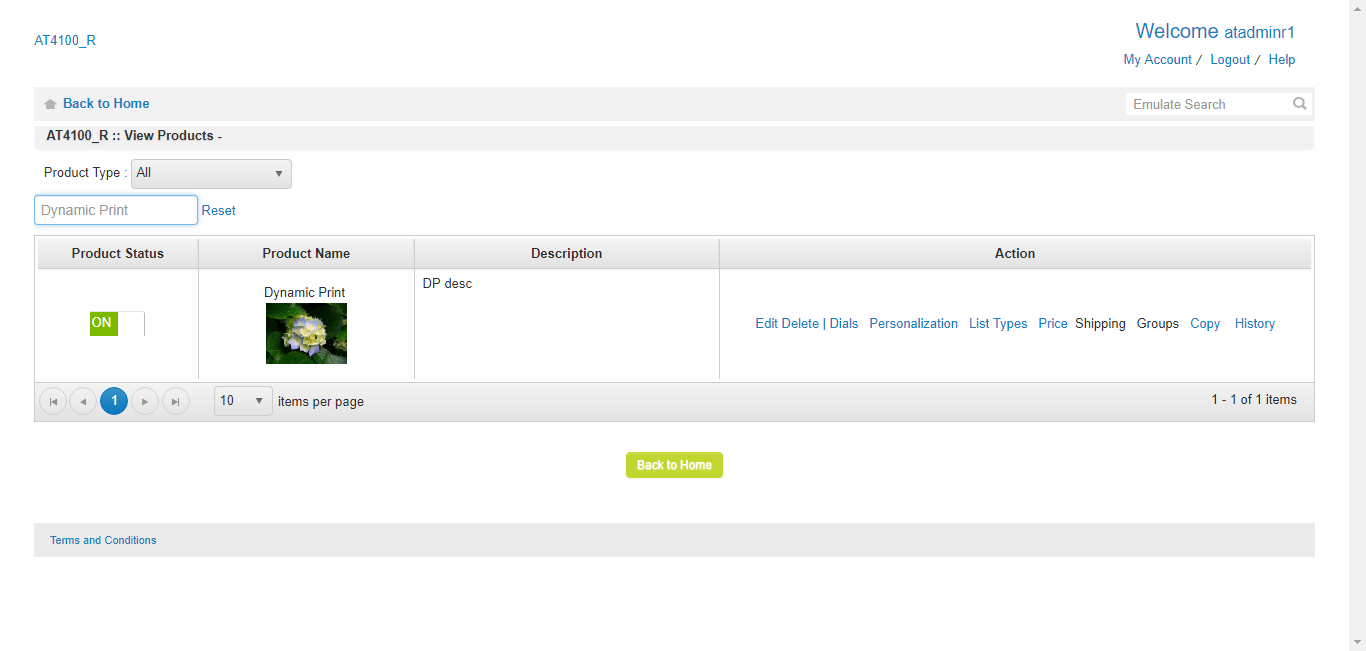 AT4100_R
Welcome atadminr1
My Account / Logout / Help
Back to Home
Emulate Search
AT4100_R :: View Products -
Product Type : All
Dynamic Print Reset
Product Status Product Name Description Action
Dynamic Print
DP desc
ON
Edit Delete | Dials Personalization List Types Price Shipping Groups Copy History
1 10 items per page 1 - 1 of 1 items
Back to Home
Terms and Conditions